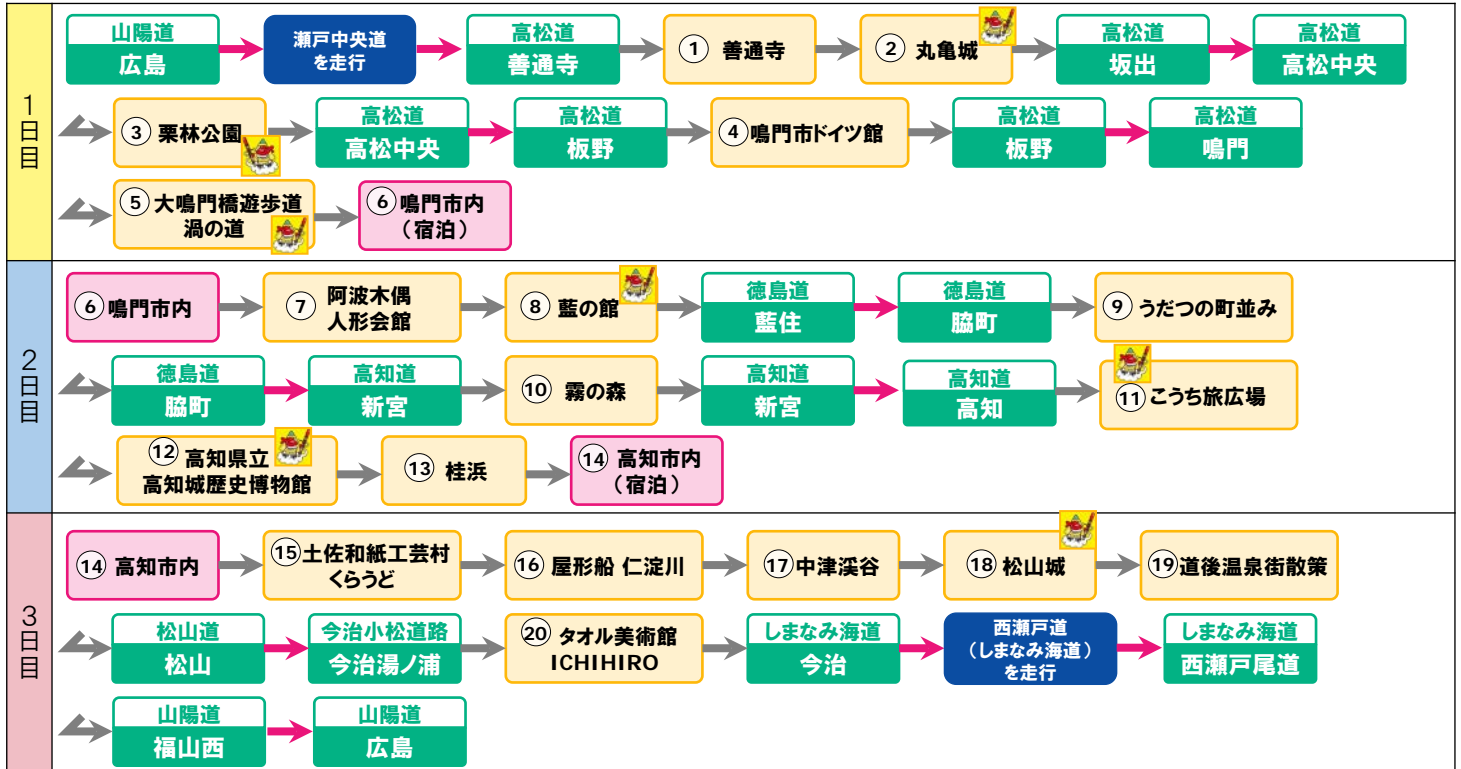 1日目
山陽道
広島
瀬戸中央道
を走行
高松道
善通寺
① 善通寺
② 丸亀城
高松道
坂出
高松道
高松中央
③ 栗林公園
高松道
高松中央
高松道
板野
④ 鳴門市ドイツ館
高松道
板野
高松道
鳴門
⑤ 大鳴門橋遊歩道
渦の道
⑥ 鳴門市内
(宿泊)
2日目
⑥ 鳴門市内
⑦ 阿波木偶
人形会館
⑧ 藍の館
徳島道
藍住
徳島道
脇町
⑨ うだつの町並み
徳島道
脇町
高知道
新宮
⑩ 霧の森
高知道
新宮
高知道
高知
⑪ こうち旅広場
⑫ 高知県立
高知城歴史博物館
⑬ 桂浜
⑭ 高知市内
(宿泊)
3日目
⑭ 高知市内
⑮ 土佐和紙工芸村
くらうど
⑯ 屋形船 仁淀川
⑰ 中津渓谷
⑱ 松山城
⑲ 道後温泉街散策
松山道
松山
今治小松道路
今治湯ノ浦
⑳ タオル美術館
ICHIHIRO
しまなみ海道
今治
西瀬戸道
(しまなみ海道)
を走行
しまなみ海道
西瀬戸尾道
山陽道
福山西
山陽道
広島